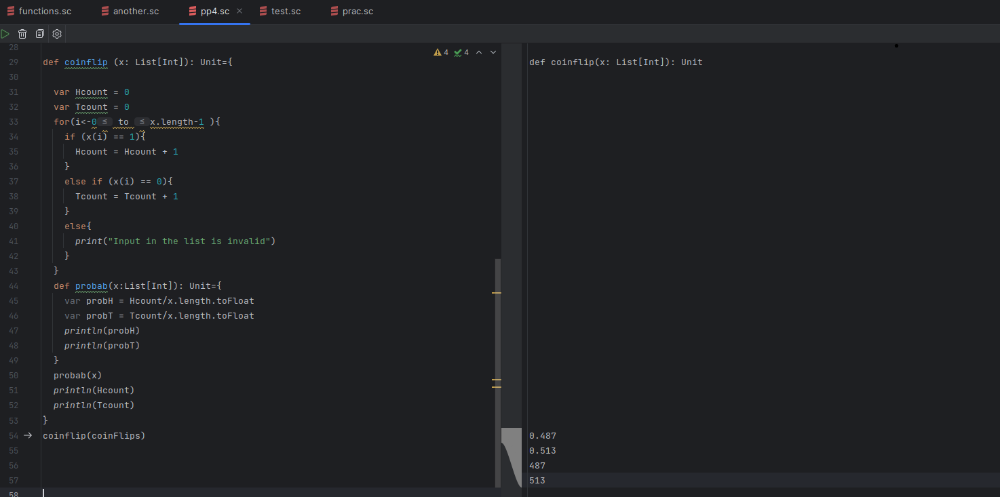 functions.sc another.sc pp4.sc test.sc prac.sc
4 4
28
29 def coinflip (x: List[Int]): Unit={ def coinflip(x: List[Int]): Unit
30
31 var Hcount = 0
32 var Tcount = 0
33 for(i<-0 ≤ to ≤ x.length-1 ){
34 if (x(i) == 1){
35 Hcount = Hcount + 1
36 }
37 else if (x(i) == 0){
38 Tcount = Tcount + 1
39 }
40 else{
41 print("Input in the list is invalid")
42 }
43 }
44 def probab(x:List[Int]): Unit={
45 var probH = Hcount/x.length.toFloat
46 var probT = Tcount/x.length.toFloat
47 println(probH)
48 println(probT)
49 }
50 probab(x)
51 println(Hcount)
52 println(Tcount)
53 }
54 coinflip(coinFlips) 0.487
55 0.513
56 487
57 513
58